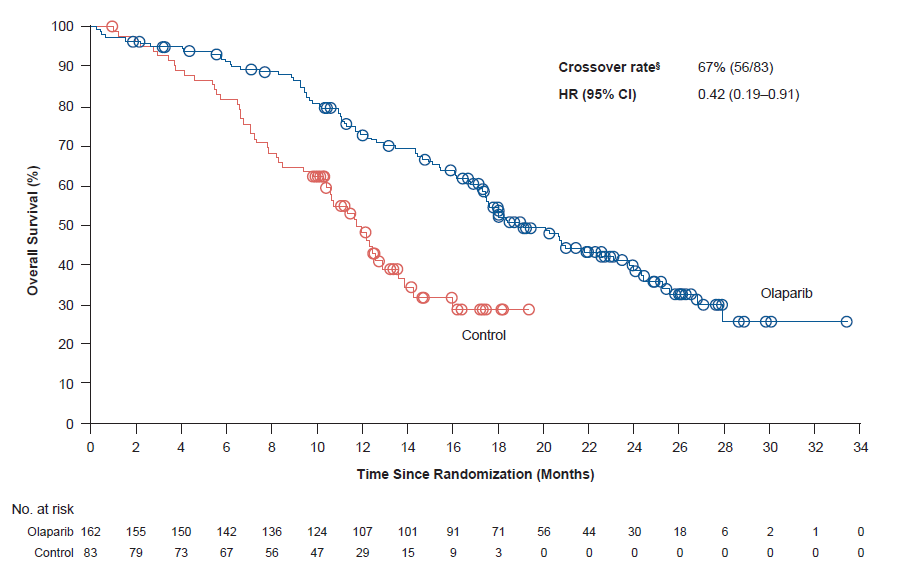 100
90
80
70
60
50
40
30
20
10
0
Overall Survival (%)
Crossover rate§ 67% (56/83)
HR (95% CI) 0.42 (0.19–0.91)
Olaparib
Control
0 2 4 6 8 10 12 14 16 18 20 22 24 26 28 30 32 34
Time Since Randomization (Months)
No. at risk
Olaparib 162 155 150 142 136 124 107 101 91 71 56 44 30 18 6 2 1 0
Control 83 79 73 67 56 47 29 15 9 3 0 0 0 0 0 0 0 0